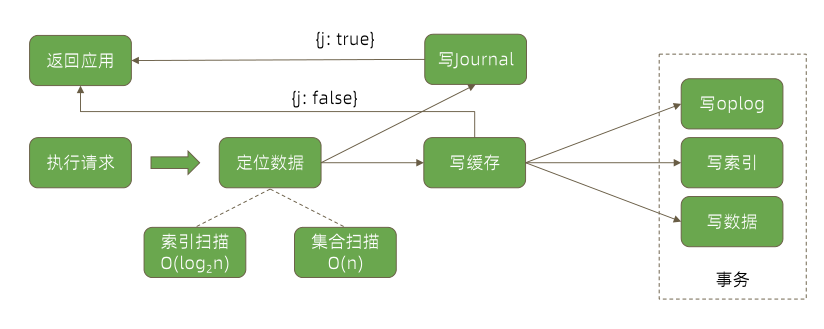 {j: true}
返回应用
写Journal
{j: false}
写oplog
执行请求
定位数据
写缓存
写索引
写数据
索引扫描
O(log₂n)
集合扫描
O(n)
事务